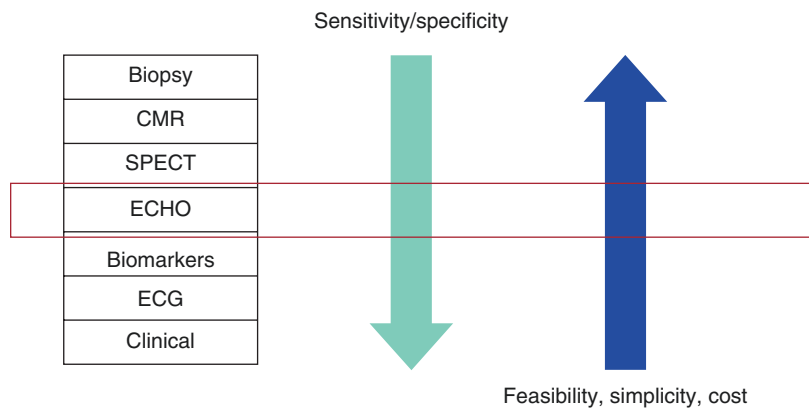 Sensitivity/specificity
Biopsy
CMR
SPECT
ECHO
Biomarkers
ECG
Clinical
Feasibility, simplicity, cost